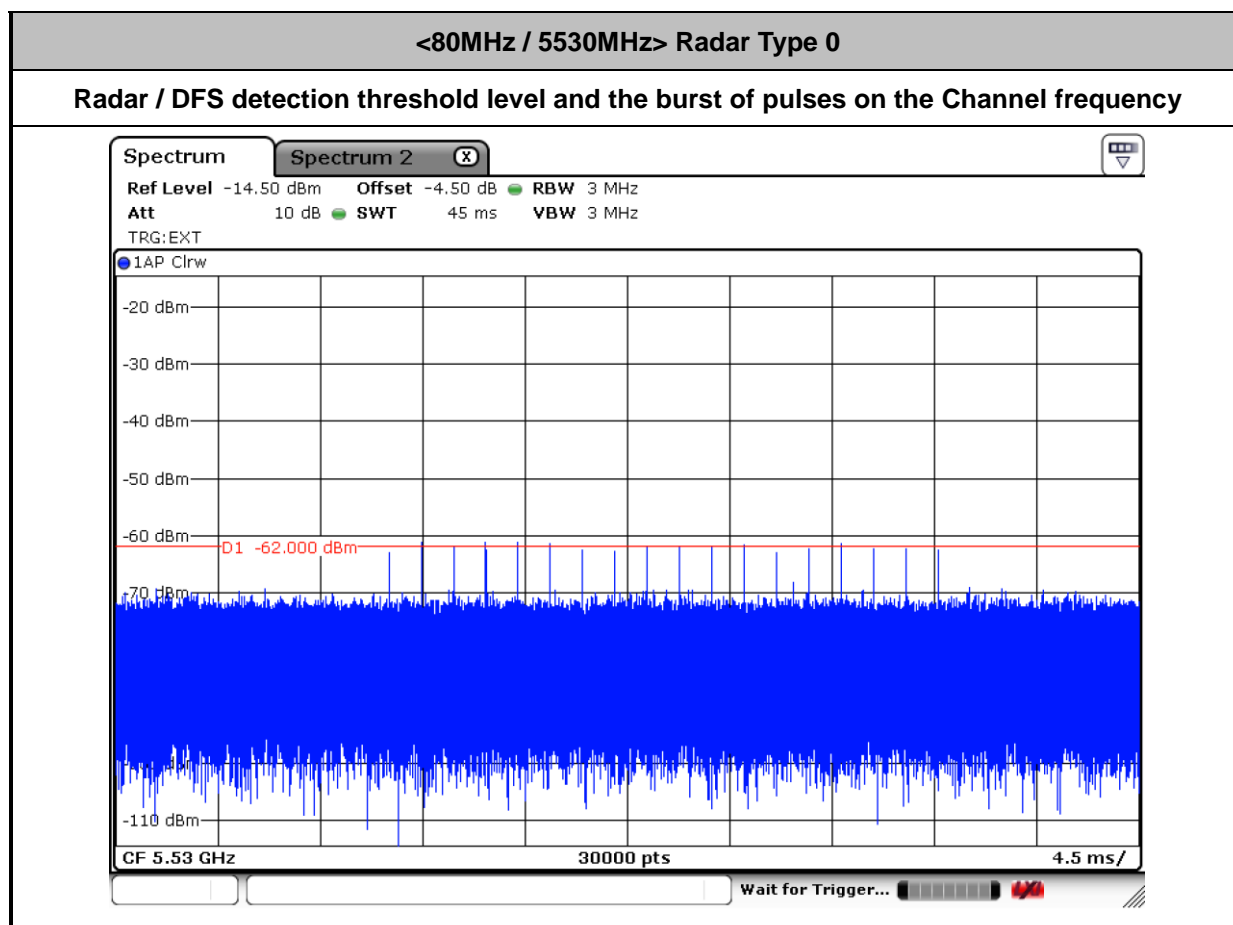 <80MHz / 5530MHz> Radar Type 0
Radar / DFS detection threshold level and the burst of pulses on the Channel frequency
Spectrum
Spectrum 2 X
Ref Level -14.50 dBm Offset -4.50 dB RBW 3 MHz
Att 10 dB SWT 45 ms VBW 3 MHz
TRG:EXT
1AP Clrw
-20 dBm
-30 dBm
-40 dBm
-50 dBm
-60 dBm
D1 -62.000 dBm
-70 dBm
-110 dBm
CF 5.53 GHz 30000 pts 4.5 ms/
Wait for Trigger... LXI